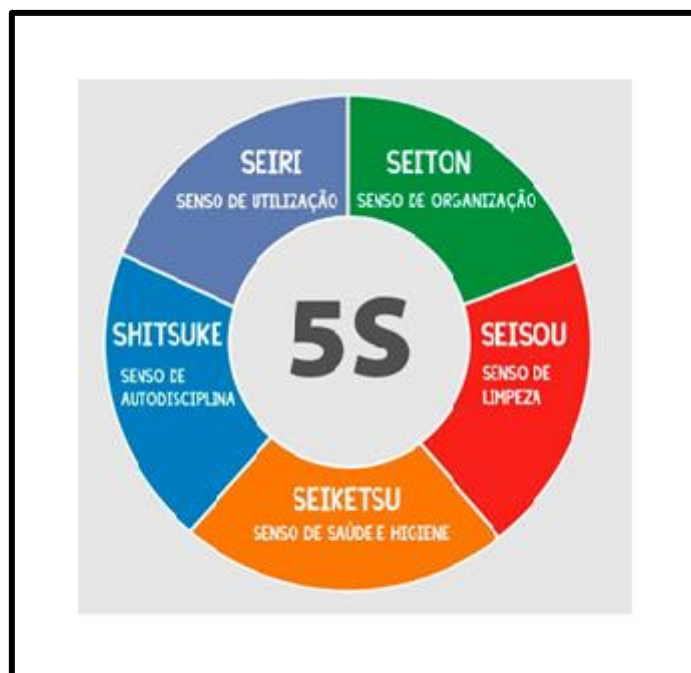 SEIRI
SENSO DE UTILIZAÇÃO
SEITON
SENSO DE ORGANIZAÇÃO
SHITSUKE
SENSO DE
AUTODISCIPLINA
5S
SEISOU
SENSO DE
LIMPEZA
SEIKETSU
SENSO DE SAÚDE E HIGIENE